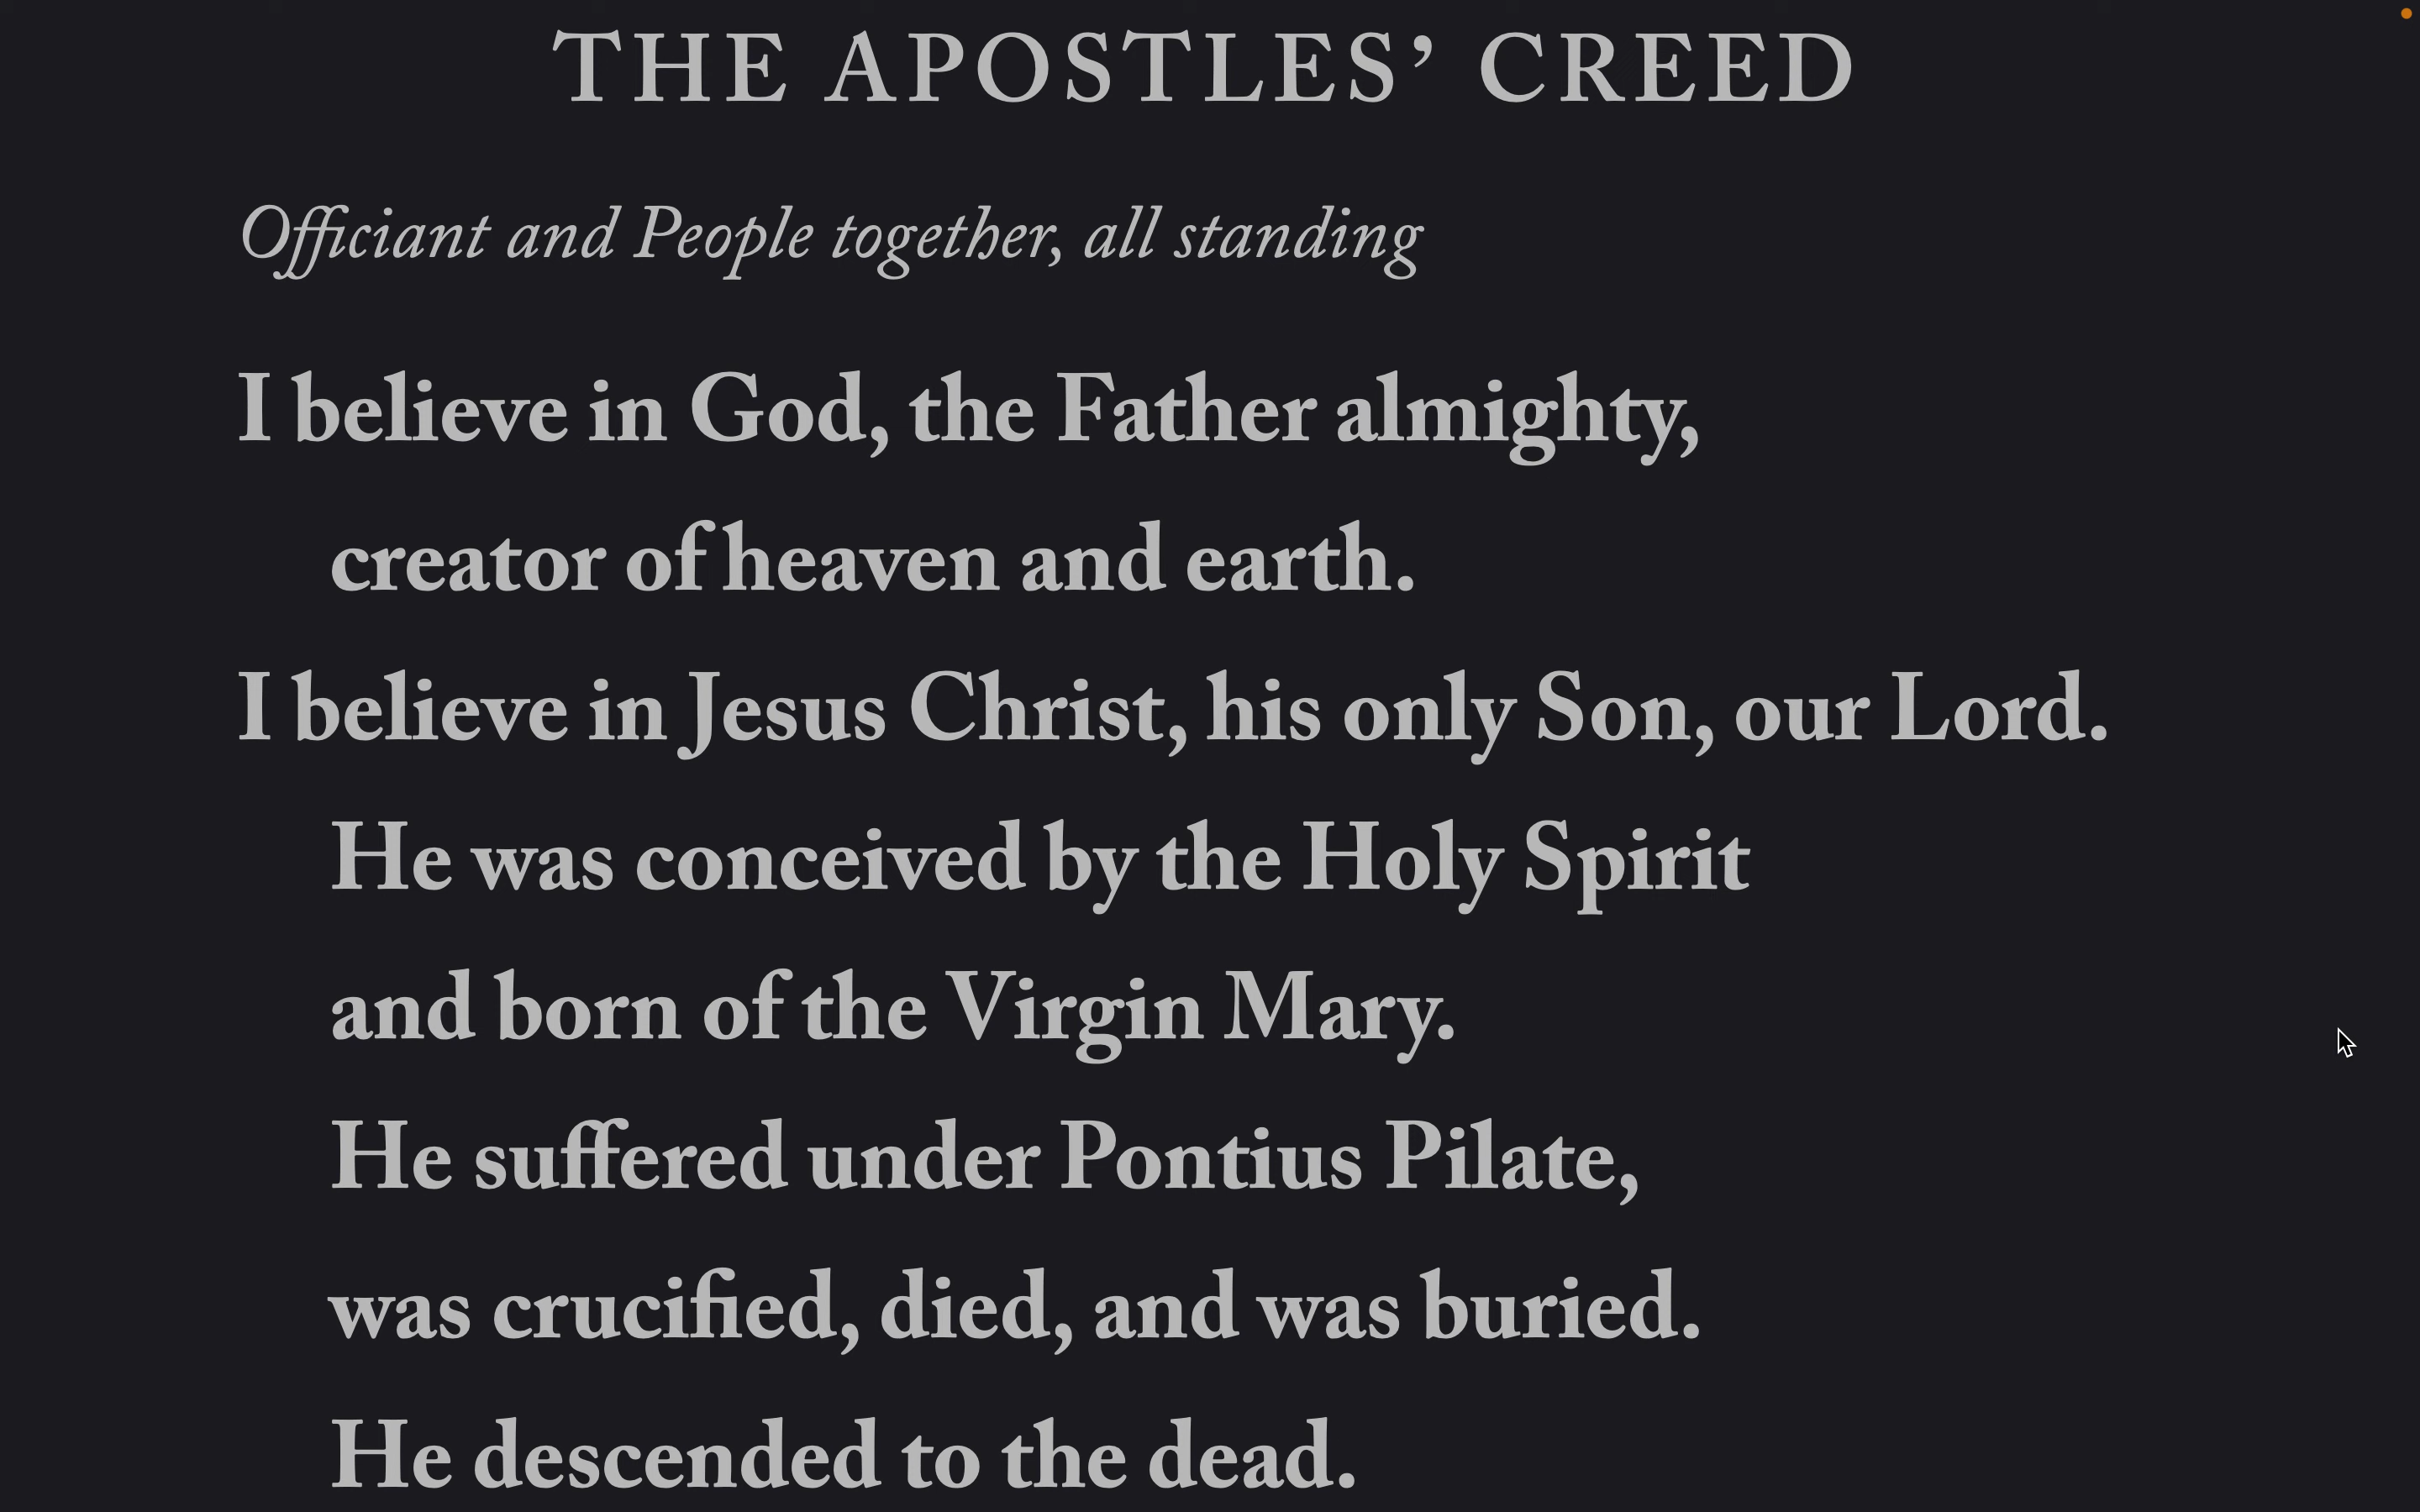 THE APOSTLES’ CREED
Officiant and People together, all standing
I believe in God, the Father almighty,
creator of heaven and earth.
I believe in Jesus Christ, his only Son, our Lord.
He was conceived by the Holy Spirit
and born of the Virgin Mary.
He suffered under Pontius Pilate,
was crucified, died, and was buried.
He descended to the dead.